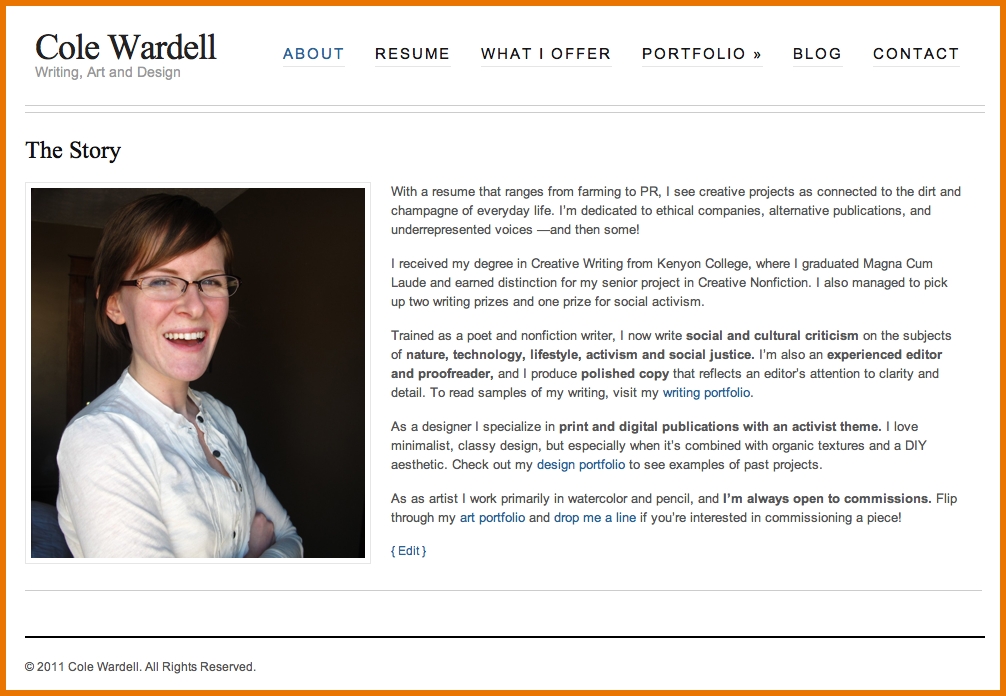 Cole Wardell
Writing, Art and Design
ABOUT
RESUME
WHAT I OFFER
PORTFOLIO »
BLOG
CONTACT
The Story
With a resume that ranges from farming to PR, I see creative projects as connected to the dirt and
champagne of everyday life. I'm dedicated to ethical companies, alternative publications, and
underrepresented voices —and then some!
I received my degree in Creative Writing from Kenyon College, where I graduated Magna Cum
Laude and earned distinction for my senior project in Creative Nonfiction. I also managed to pick
up two writing prizes and one prize for social activism.
Trained as a poet and nonfiction writer, I now write social and cultural criticism on the subjects
of nature, technology, lifestyle, activism and social justice. I'm also an experienced editor
and proofreader, and I produce polished copy that reflects an editor's attention to clarity and
detail. To read samples of my writing, visit my writing portfolio.
As a designer I specialize in print and digital publications with an activist theme. I love
minimalist, classy design, but especially when it's combined with organic textures and a DIY
aesthetic. Check out my design portfolio to see examples of past projects.
As as artist I work primarily in watercolor and pencil, and I'm always open to commissions. Flip
through my art portfolio and drop me a line if you're interested in commissioning a piece!
{ Edit }
© 2011 Cole Wardell. All Rights Reserved.